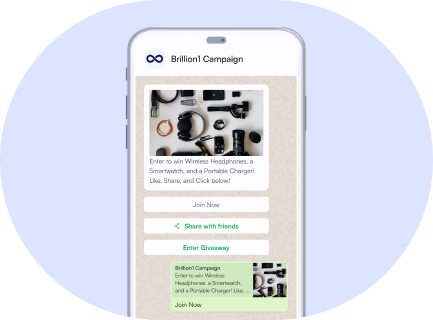 Brillion1 Campaign
Enter to win Wireless Headphones, a
Smartwatch, and a Portable Charger!
Like, Share, and Click below!
Join Now
Share with friends
Enter Giveaway
Brillion1 Campaign
Enter to win Wireless
Headphones, a Smartwatch,
and a Portable Charger! Like, ...
Join Now